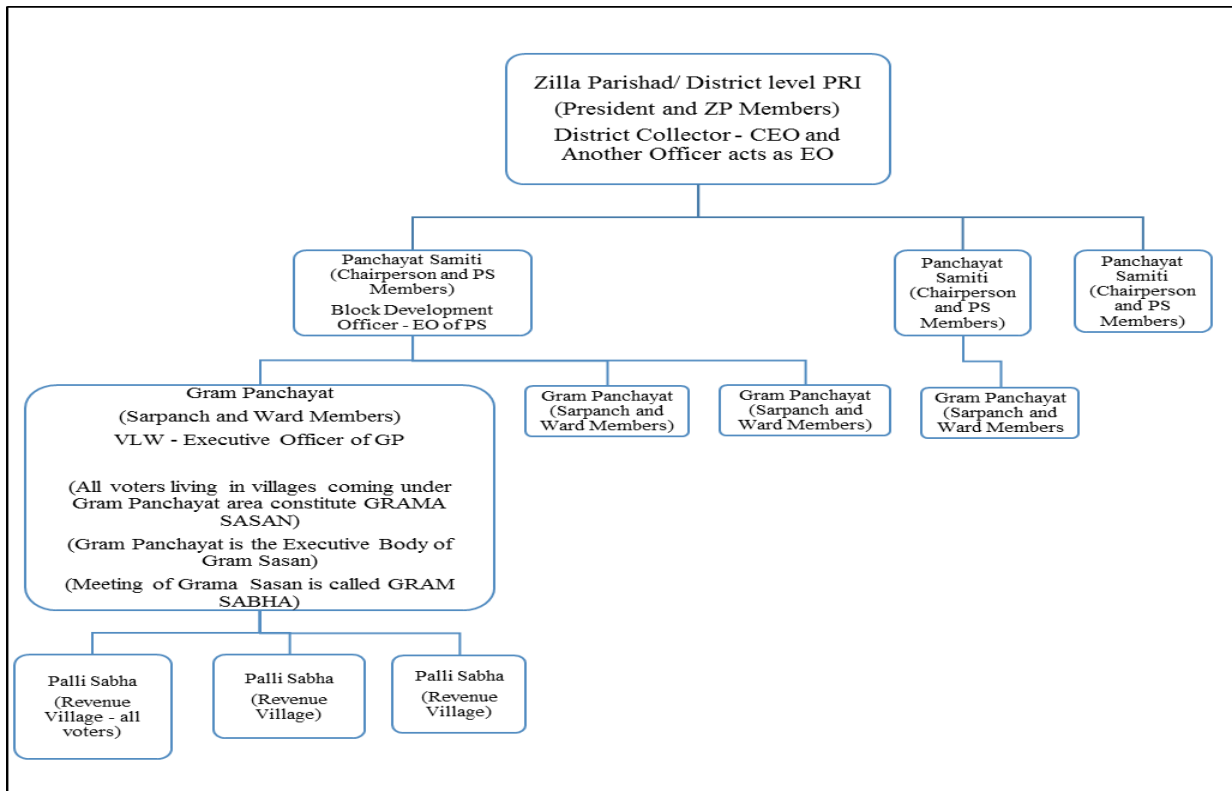 Zilla Parishad/ District level PRI
(President and ZP Members)
District Collector - CEO and
Another Officer acts as EO
Panchayat Samiti
(Chairperson and PS
Members)
Block Development
Officer - EO of PS
Panchayat
Samiti
(Chairperson
and PS
Members)
Panchayat
Samiti
(Chairperson
and PS
Members)
Gram Panchayat
(Sarpanch and Ward Members)
VLW - Executive Officer of GP
(All voters living in villages coming under
Gram Panchayat area constitute GRAMA
SASAN)
(Gram Panchayat is the Executive Body of
Gram Sasan)
(Meeting of Grama Sasan is called GRAM
SABHA)
Gram Panchayat
(Sarpanch and
Ward Members)
Gram Panchayat
(Sarpanch and
Ward Members)
Gram Panchayat
(Sarpanch and
Ward Members
Palli Sabha
(Revenue
Village - all
voters)
Palli Sabha
(Revenue
Village)
Palli Sabha
(Revenue
Village)